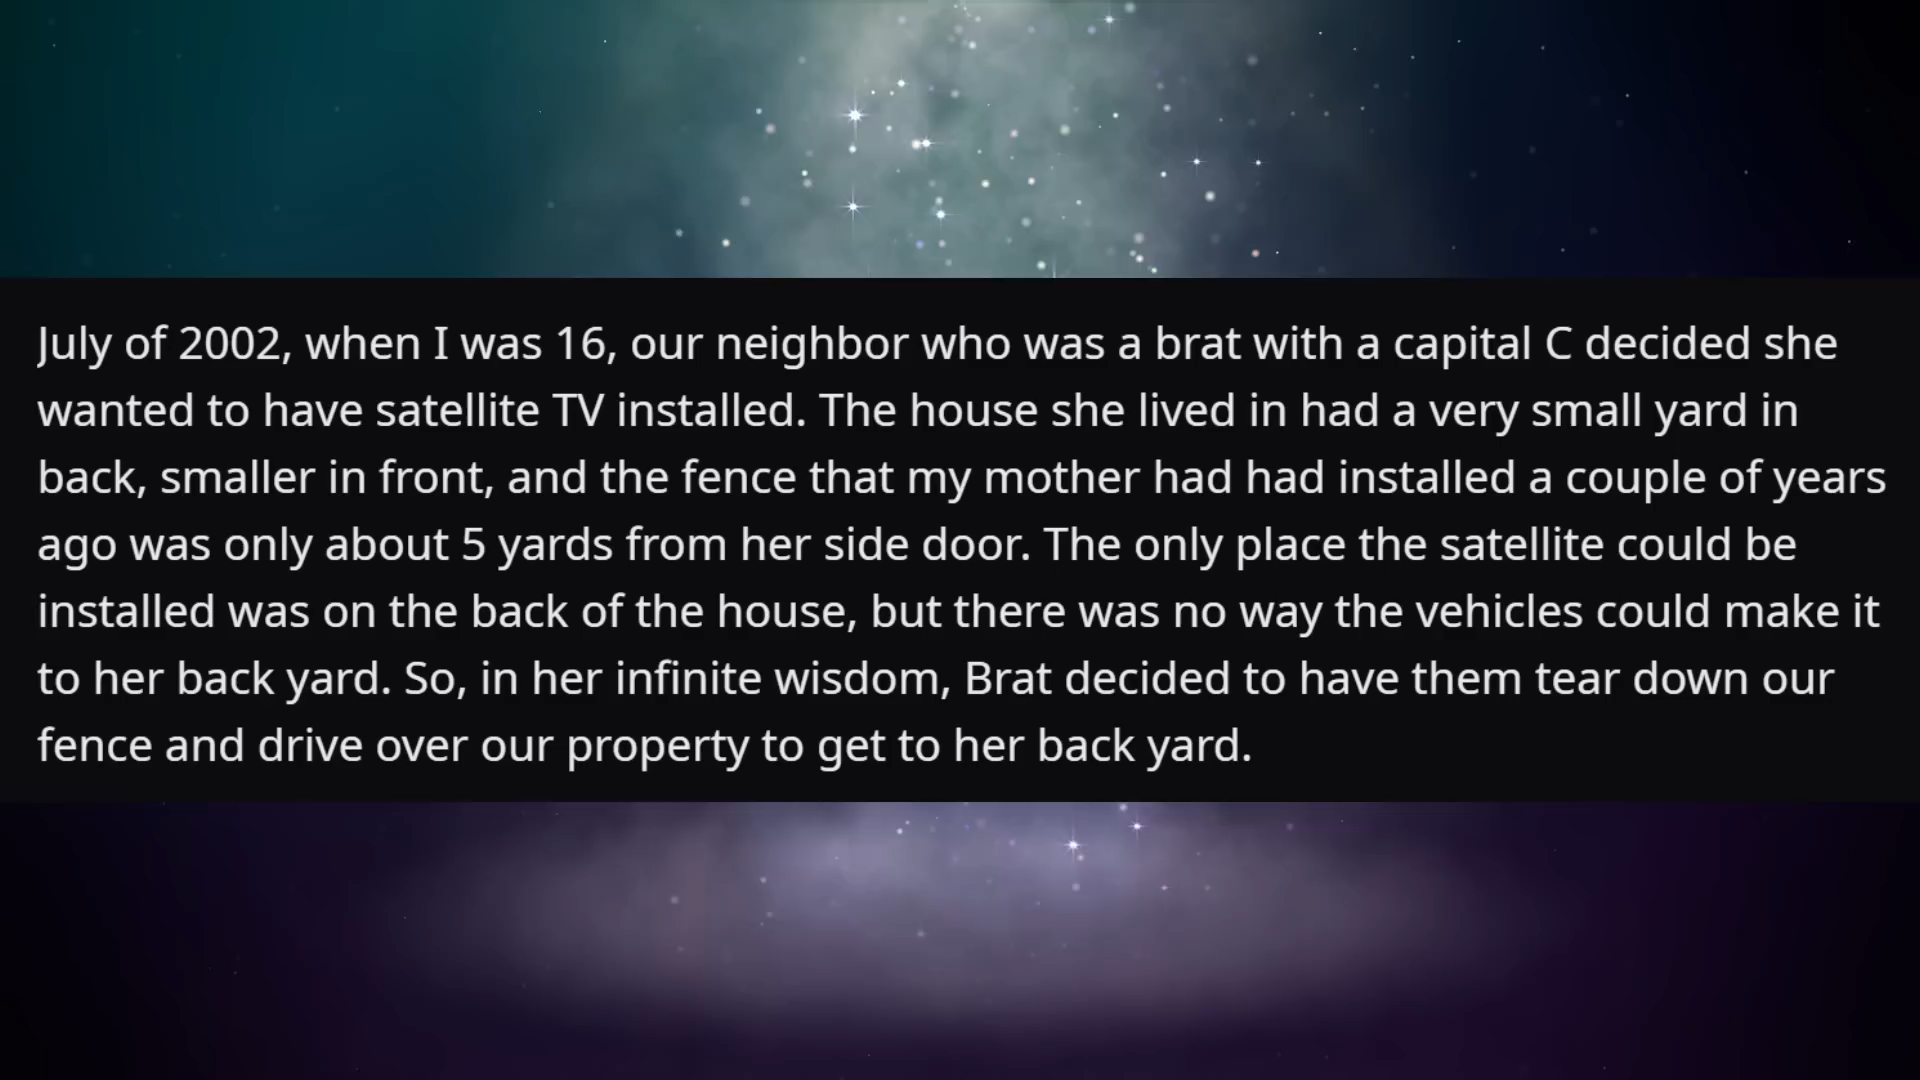 July of 2002, when I was 16, our neighbor who was a brat with a capital C decided she
wanted to have satellite TV installed. The house she lived in had a very small yard in
back, smaller in front, and the fence that my mother had had installed a couple of years
ago was only about 5 yards from her side door. The only place the satellite could be
installed was on the back of the house, but there was no way the vehicles could make it
to her back yard. So, in her infinite wisdom, Brat decided to have them tear down our
fence and drive over our property to get to her back yard.